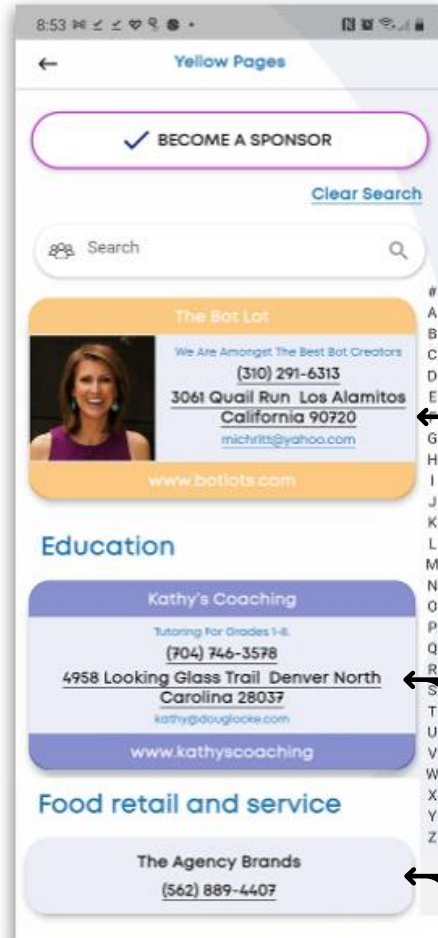 8:53
Yellow Pages
BECOME A SPONSOR
Clear Search
Search
The Bot Lot
We Are Amongst The Best Bot Creators
(310) 291-6313
3061 Quail Run Los Alamitos
California 90720
michritt@yahoo.com
www.botlots.com
Education
Kathy's Coaching
Tutoring For Grades 1-8.
(704) 746-3578
4958 Looking Glass Trail Denver North
Carolina 28037
kathy@douglocke.com
www.kathyscoaching
Food retail and service
The Agency Brands
(562) 889-4407
#
A
B
C
D
E
G
H
I
J
K
L
M
N
O
P
Q
R
S
T
U
V
W
X
Y
Z